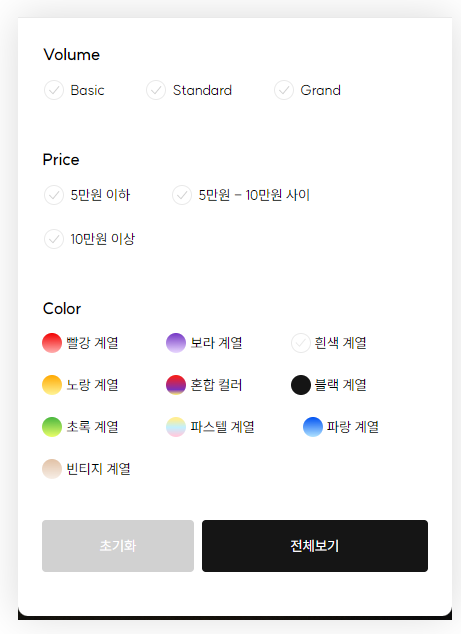 Volume
Basic Standard Grand
Price
5만원 이하 5만원 – 10만원 사이
10만원 이상
Color
빨강 계열 보라 계열 흰색 계열
노랑 계열 혼합 컬러 블랙 계열
초록 계열 파스텔 계열 파랑 계열
빈티지 계열
초기화 전체보기